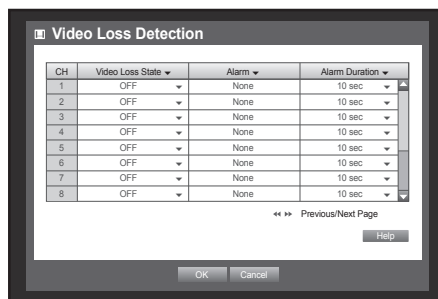 Video Loss Detection
CH Video Loss State Alarm Alarm Duration
1 OFF None 10 sec
2 OFF None 10 sec
3 OFF None 10 sec
4 OFF None 10 sec
5 OFF None 10 sec
6 OFF None 10 sec
7 OFF None 10 sec
8 OFF None 10 sec
Previous/Next Page
Help
OK Cancel